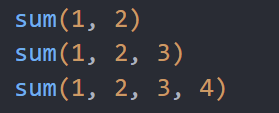 sum(1, 2)
sum(1, 2, 3)
sum(1, 2, 3, 4)